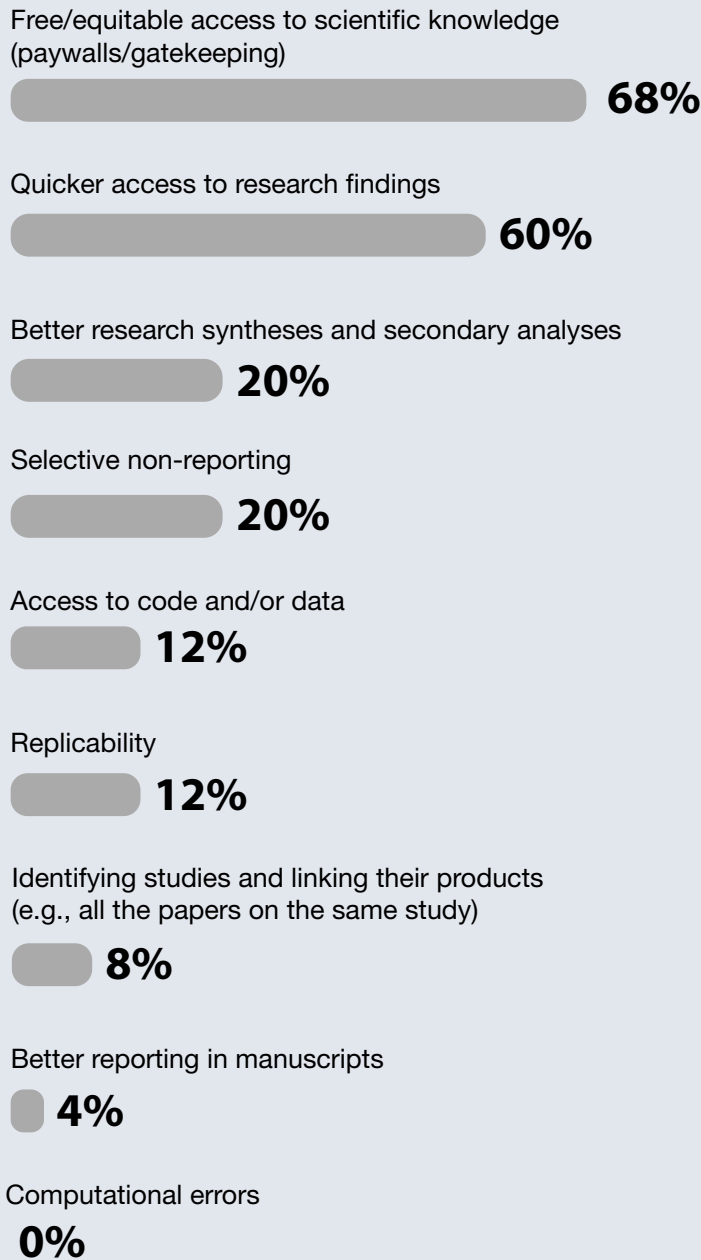 Free/equitable access to scientific knowledge
(paywalls/gatekeeping)
68%
Quicker access to research findings
60%
Better research syntheses and secondary analyses
20%
Selective non-reporting
20%
Access to code and/or data
12%
Replicability
12%
Identifying studies and linking their products
(e.g., all the papers on the same study)
8%
Better reporting in manuscripts
4%
Computational errors
0%